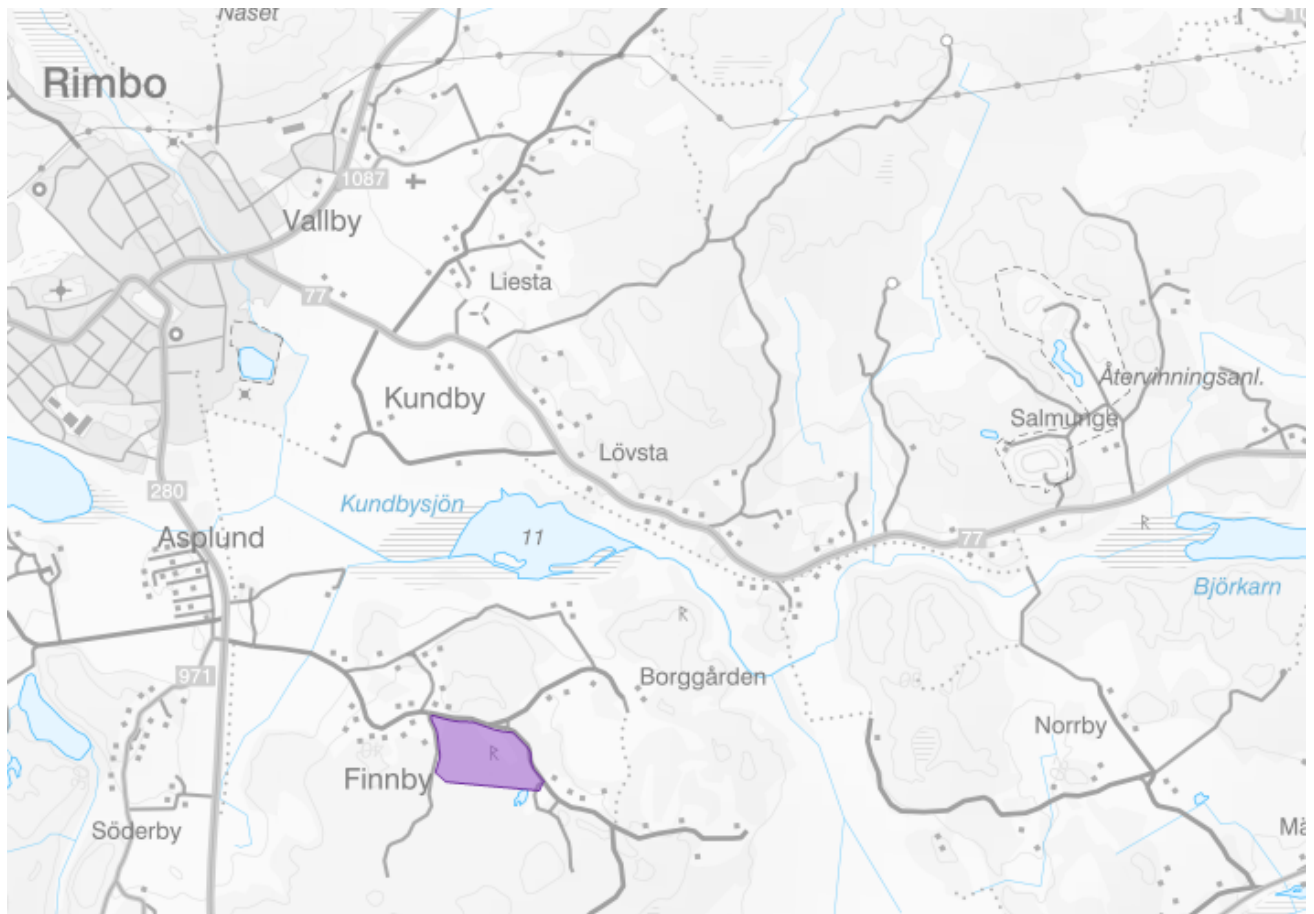 Näset
Rimbo
1087
Vallby
Liesta
77
Kundby
Återvinningsanl.
Salmunge
Lövsta
280
Kundbysjön
11
Asplund
77
R
Björkarn
R
971
Borggården
Norrby
R
Finnby
Söderby
Mä